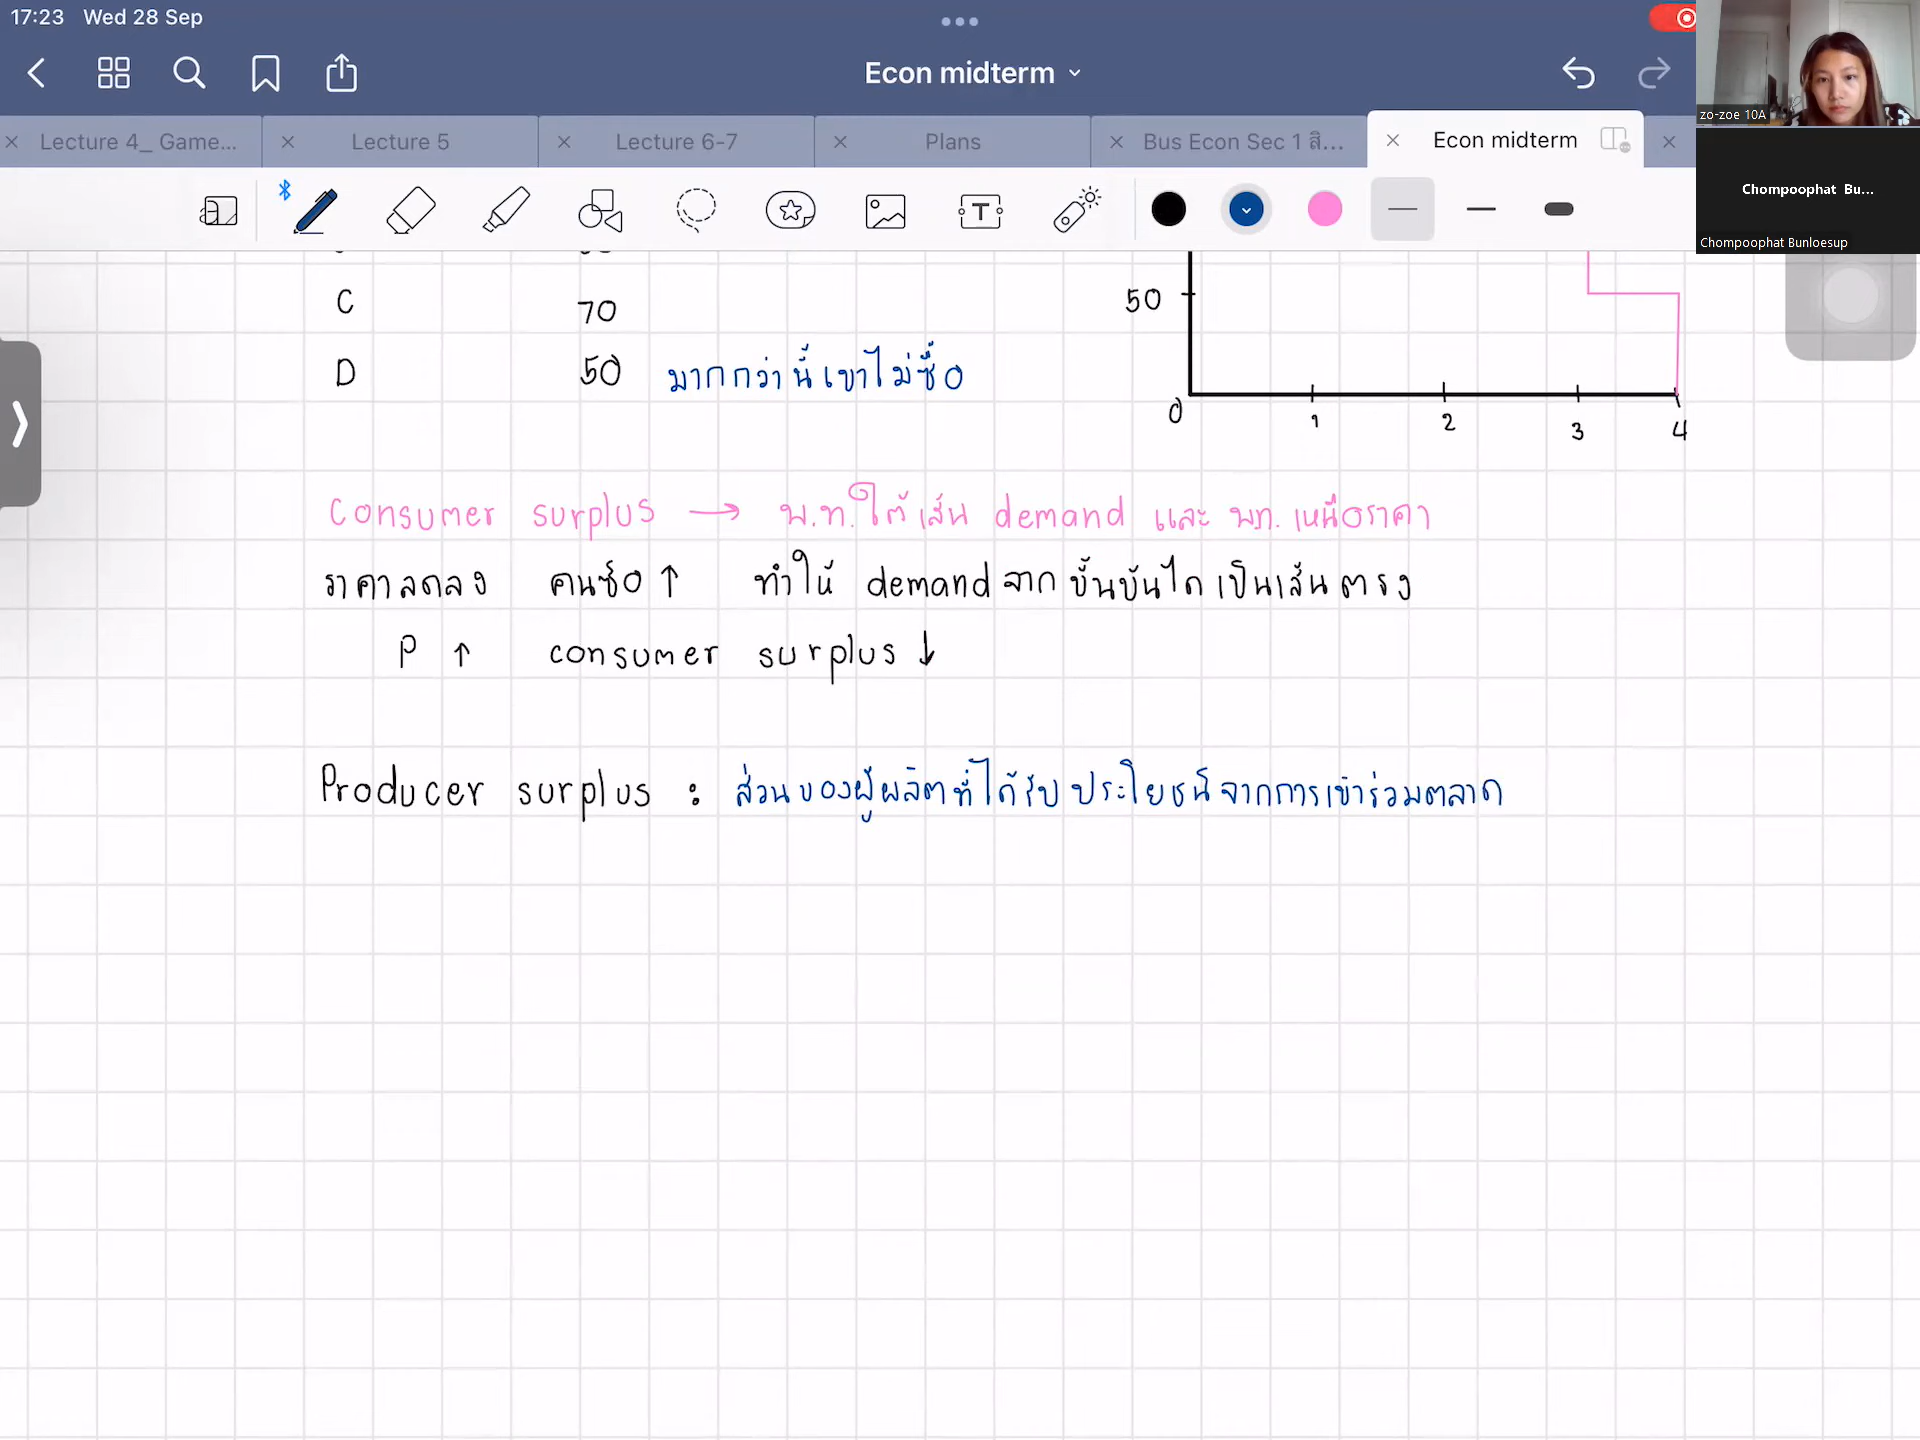 17:23 Wed 28 Sep
Econ midterm
zo-zoe 10A
Lecture 4_ Game...
Lecture 5
Lecture 6-7
Plans
Bus Econ Sec 1 สิ...
Econ midterm
Chompoophat Bu...
Chompoophat Bunloesup
C 70
50
D 50 มากกว่านี้เขาไม่ซื้อ
0 1 2 3 4
consumer surplus → พ.ท.ใต้เส้น demand และ พท. เหนือราคา
ราคาลดลง คนซื้อ ↑ ทำให้ demand จาก ขั้นบันได เป็นเส้นตรง
P ↑ consumer surplus ↓
Producer surplus : ส่วนของผู้ผลิตที่ได้รับประโยชน์จากการเข้าร่วมตลาด